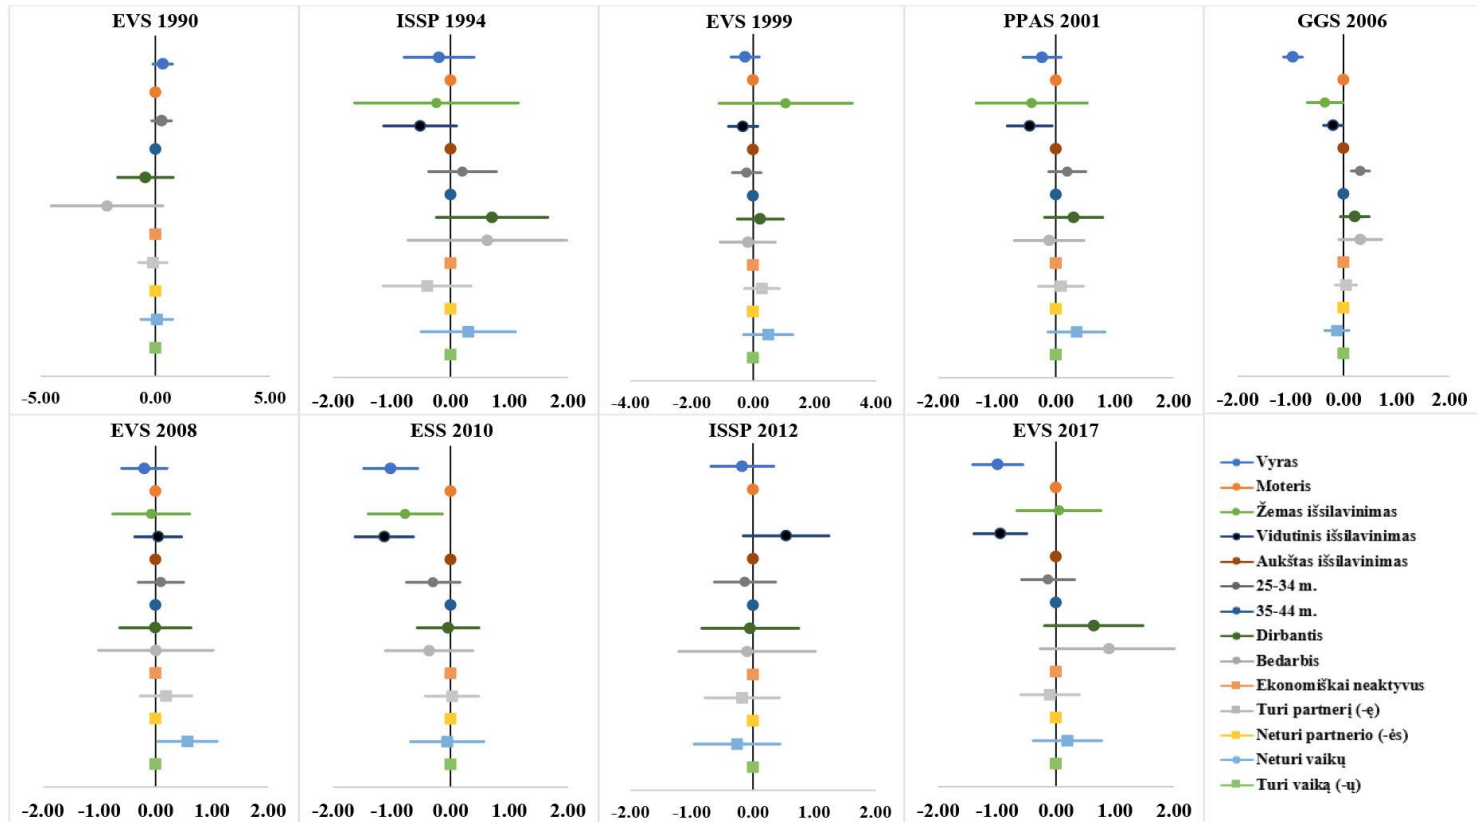 EVS 1990
ISSP 1994
EVS 1999
PPAS 2001
GGS 2006
-5.00 0.00 5.00
-2.00 -1.00 0.00 1.00 2.00
-4.00 -2.00 0.00 2.00 4.00
-2.00 -1.00 0.00 1.00 2.00
-2.00 -1.00 0.00 1.00 2.00
EVS 2008
ESS 2010
ISSP 2012
EVS 2017
-2.00 -1.00 0.00 1.00 2.00
-2.00 -1.00 0.00 1.00 2.00
-2.00 -1.00 0.00 1.00 2.00
-2.00 -1.00 0.00 1.00 2.00
Vyras
Moteris
Žemas išsilavinimas
Vidutinis išsilavinimas
Aukštas išsilavinimas
25-34 m.
35-44 m.
Dirbantis
Bedarbis
Ekonomiškai neaktyvus
Turi partnerį (-ę)
Neturi partnerio (-ės)
Neturi vaikų
Turi vaiką (-ų)